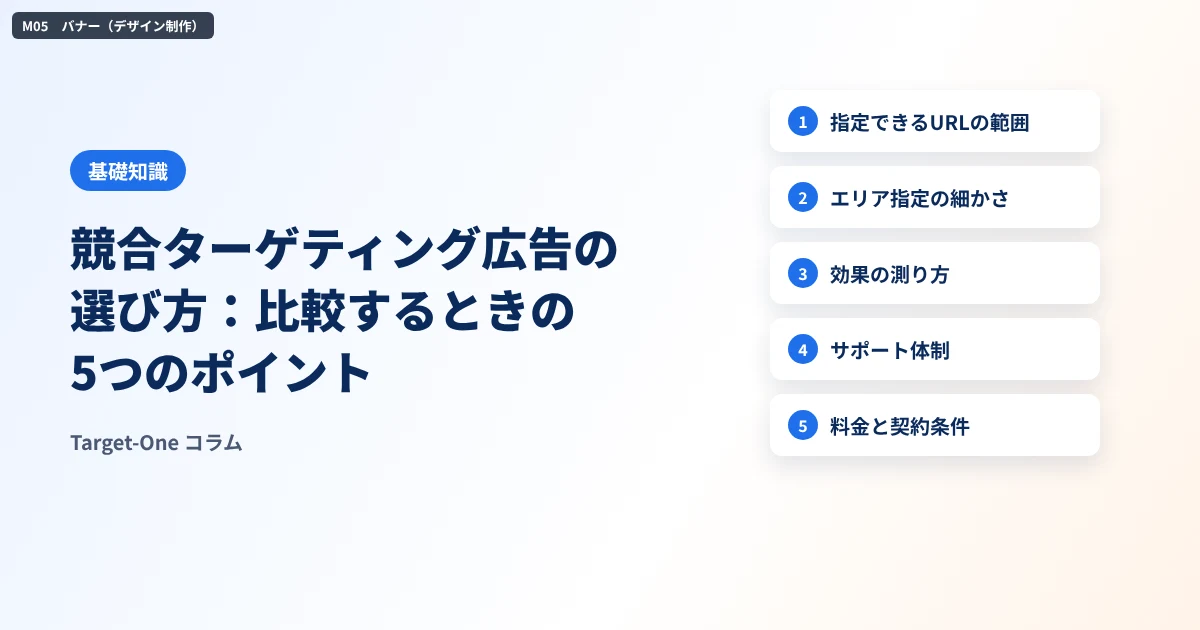 M05 バナー（デザイン制作）
基礎知識
競合ターゲティング広告の
選び方：比較するときの
5つのポイント
Target-One コラム
1 指定できるURLの範囲
2 エリア指定の細かさ
3 効果の測り方
4 サポート体制
5 料金と契約条件